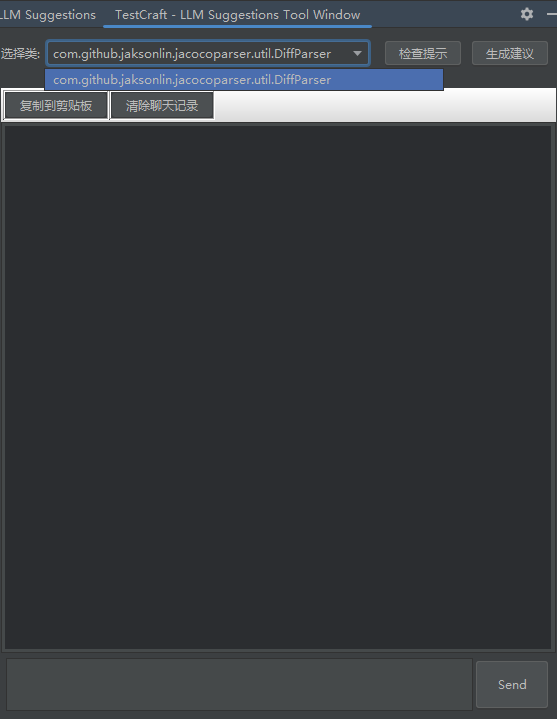 LLM Suggestions TestCraft - LLM Suggestions Tool Window
选择类: com.github.jaksonlin.jacocoparser.util.DiffParser 检查提示 生成建议
com.github.jaksonlin.jacocoparser.util.DiffParser
复制到剪贴板 清除聊天记录
Send